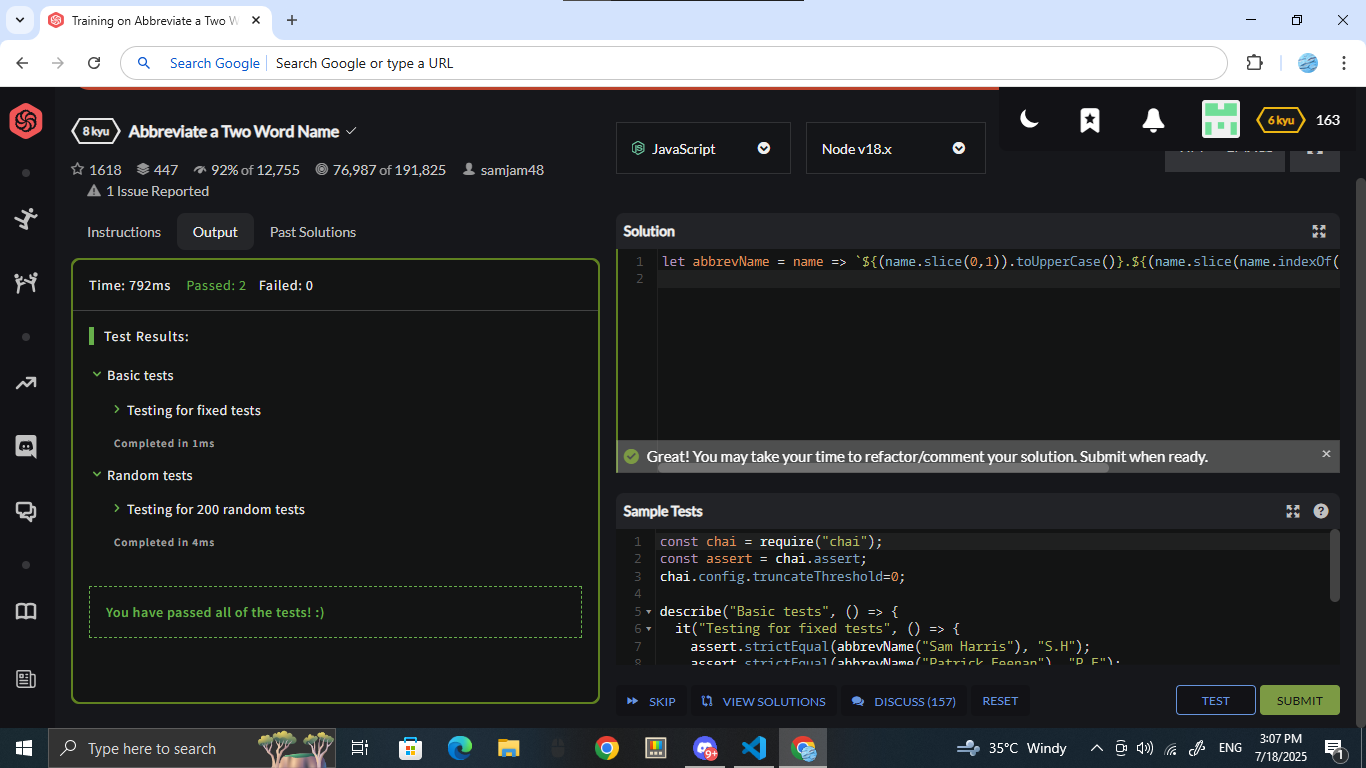 Training on Abbreviate a Two W
Search Google
Search Google or type a URL
8 kyu
Abbreviate a Two Word Name
1618
447
92% of 12,755
76,987 of 191,825
samjam48
1 Issue Reported
JavaScript
Node v18.x
6 kyu
163
Instructions
Output
Past Solutions
Time: 792ms
Passed: 2
Failed: 0
Test Results:
Basic tests
Testing for fixed tests
Completed in 1ms
Random tests
Testing for 200 random tests
Completed in 4ms
You have passed all of the tests! :)
Solution
1 let abbrevName = name => `${(name.slice(0,1)).toUpperCase()}.${(name.slice(name.indexOf(
2
Great! You may take your time to refactor/comment your solution. Submit when ready.
Sample Tests
?
1 const chai = require("chai");
2 const assert = chai.assert;
3 chai.config.truncateThreshold=0;
4
5 describe("Basic tests", () => {
6 it("Testing for fixed tests", () => {
7 assert.strictEqual(abbrevName("Sam Harris"), "S.H");
8 assert.strictEqual(abbrevName("Patrick Feenan"), "P.F");
SKIP
VIEW SOLUTIONS
DISCUSS (157)
RESET
TEST
SUBMIT
Type here to search
9+
35°C Windy
ENG
3:07 PM
7/18/2025
1